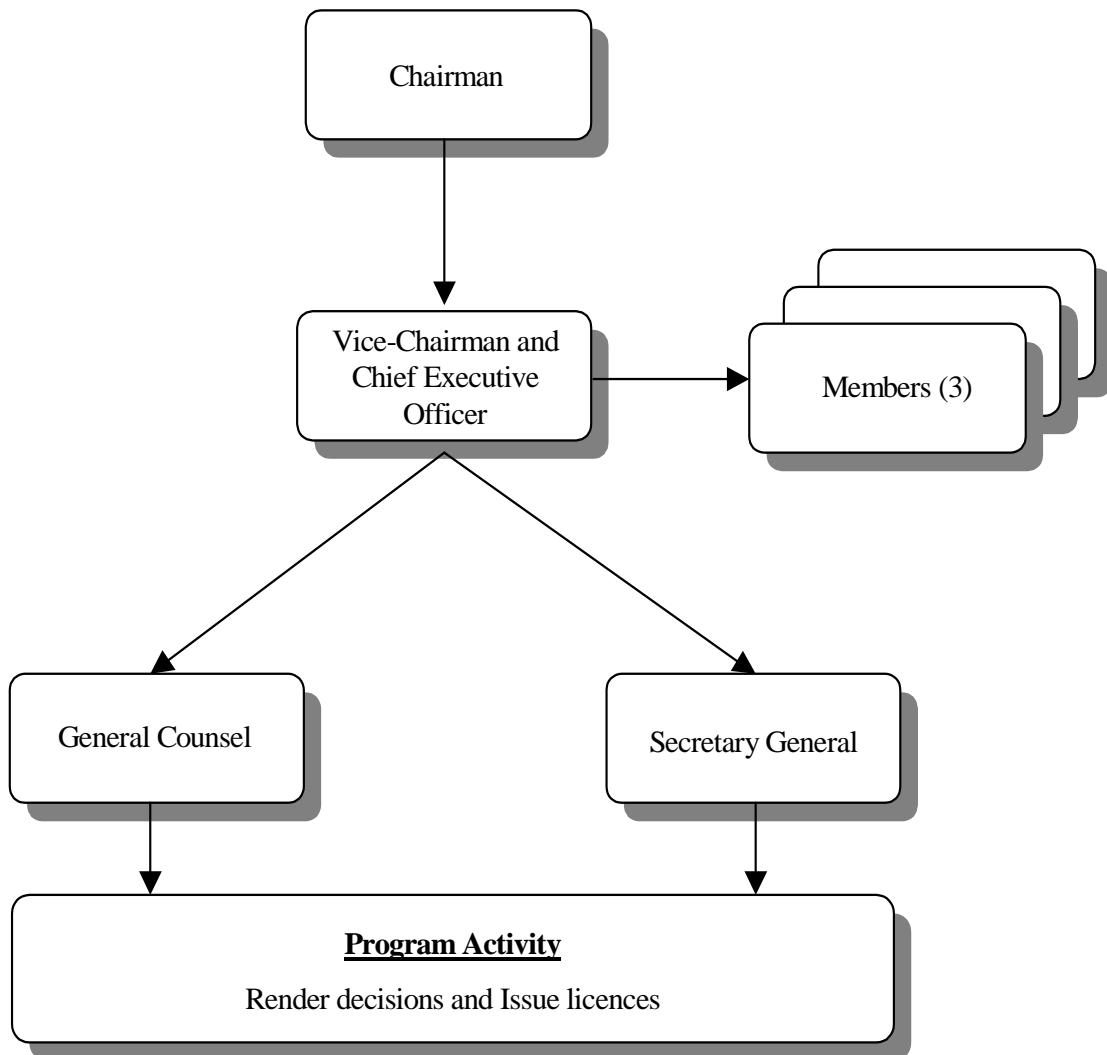 Chairman
Vice-Chairman and
Chief Executive
Officer
Members (3)
General Counsel
Secretary General
Program Activity
Render decisions and Issue licences